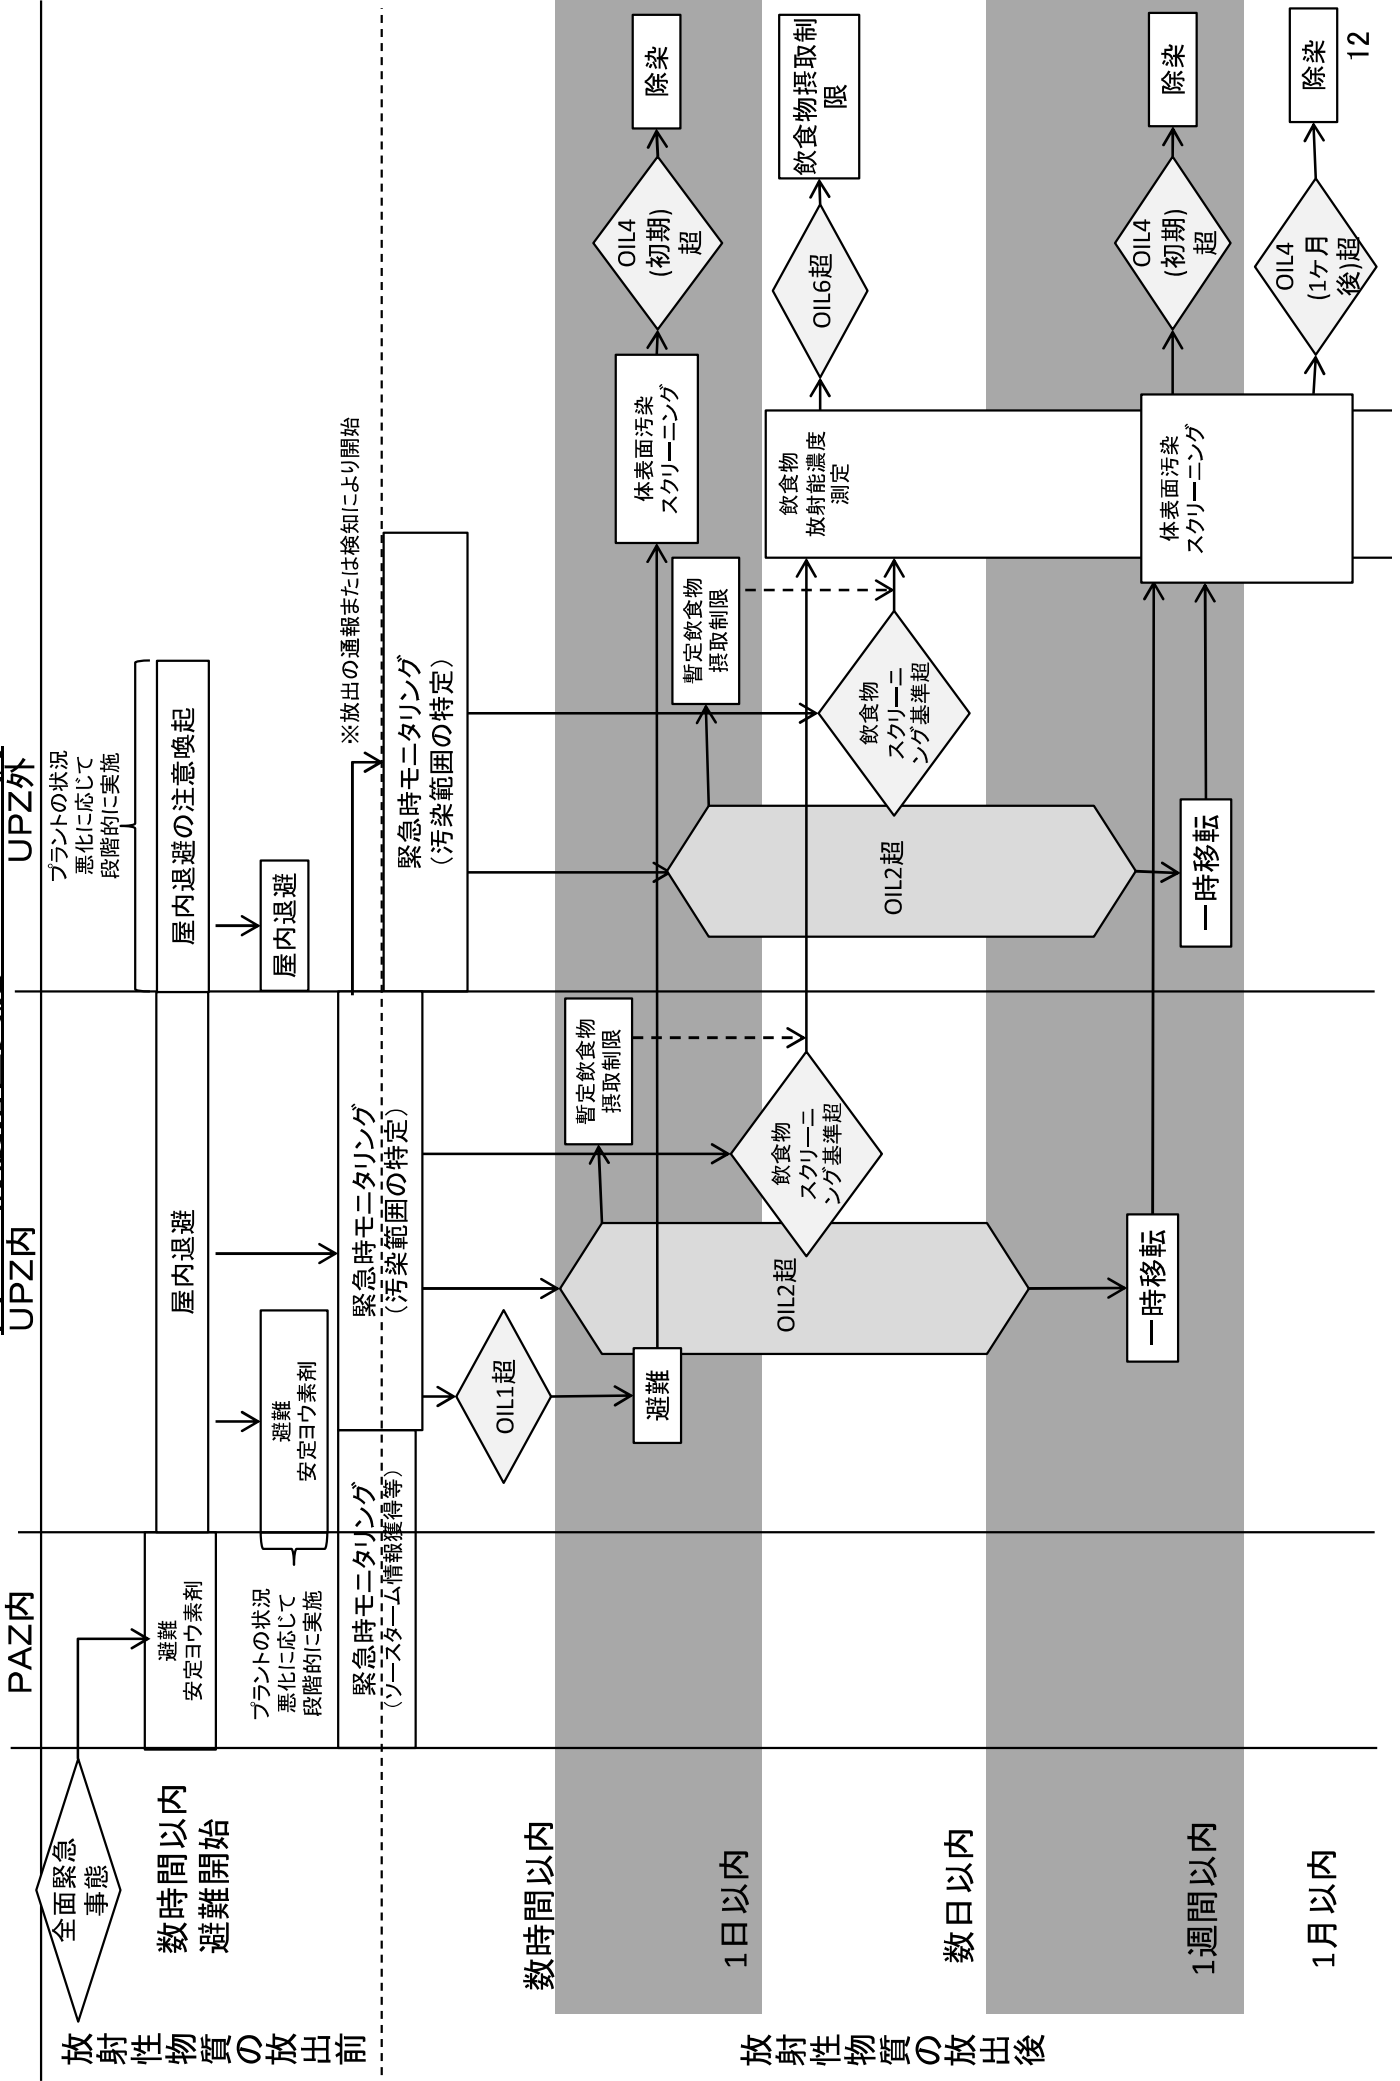 PAZ内
UPZ内
UPZ外
放射性物質の放出前
全面緊急
事態
数時間以内
避難開始
避難
安定ヨウ素剤
屋内退避
屋内退避の注意喚起
プラントの状況
悪化に応じて
段階的に実施
プラントの状況
悪化に応じて
段階的に実施
避難
安定ヨウ素剤
屋内退避
緊急時モニタリング
(ソースターム情報獲得等)
緊急時モニタリング
(汚染範囲の特定)
※放出の通報または検知により開始
緊急時モニタリング
(汚染範囲の特定)
放射性物質の放出後
数時間以内
OIL1超
1日以内
避難
暫定飲食物
摂取制限
暫定飲食物
摂取制限
体表面汚染
スクリーニング
OIL4
(初期)
超
除染
数日以内
OIL2超
飲食物
スクリーニ
ング基準超
OIL2超
飲食物
スクリーニ
ング基準超
飲食物
放射能濃度
測定
OIL6超
飲食物摂取制
限
1週間以内
一時移転
一時移転
体表面汚染
スクリーニング
OIL4
(初期)
超
除染
1月以内
OIL4
(1ヶ月
後)超
除染
12